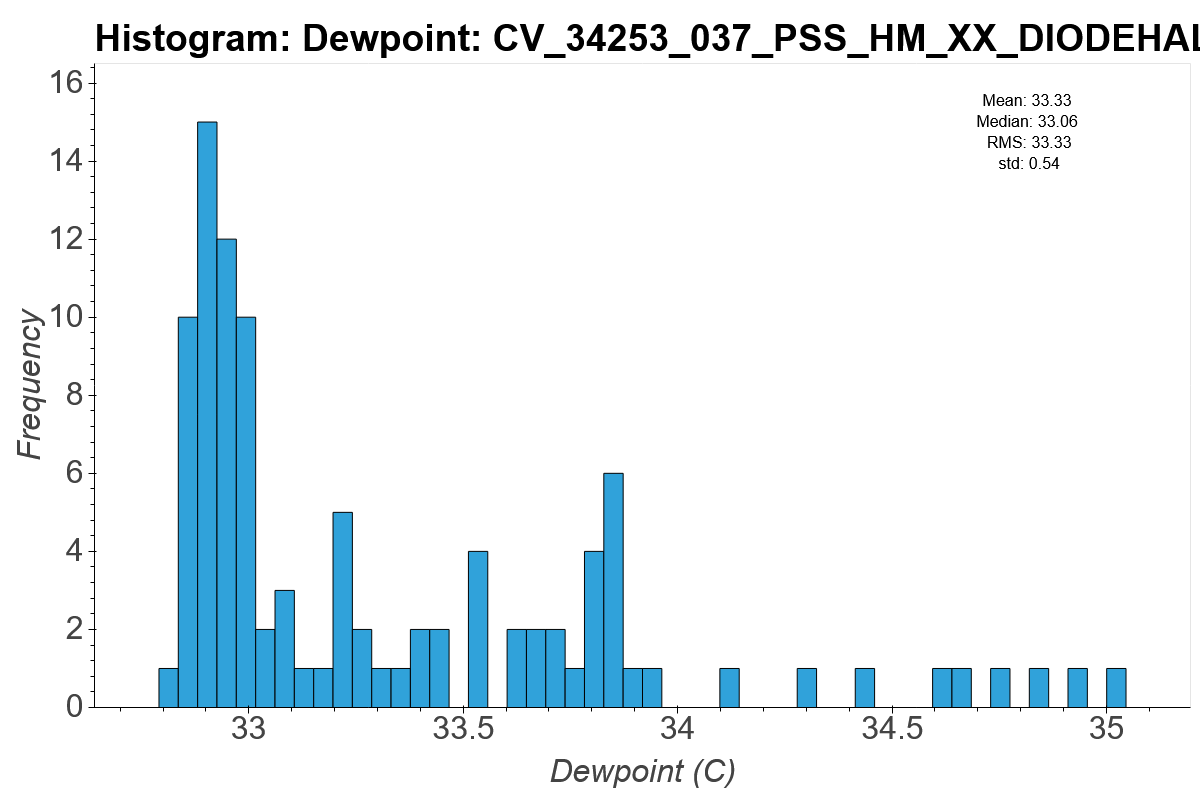 Histogram: Dewpoint: CV_34253_037_PSS_HM_XX_DIODEHAL
Mean: 33.33
Median: 33.06
RMS: 33.33
std: 0.54
16
14
12
10
8
6
4
2
0
Frequency
33
33.5
34
34.5
35
Dewpoint (C)